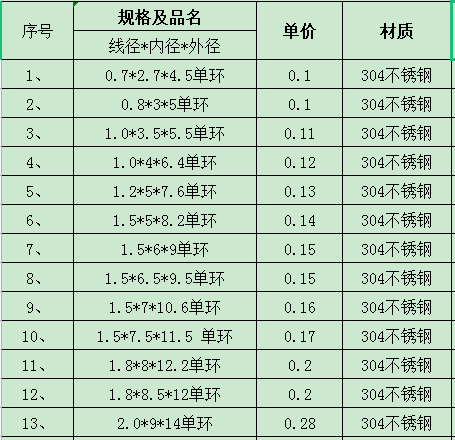 序号 规格及品名 单价 材质
线径*内径*外径
1、 0.7*2.7*4.5单环 0.1 304不锈钢
2、 0.8*3*5单环 0.1 304不锈钢
3、 1.0*3.5*5.5单环 0.11 304不锈钢
4、 1.0*4*6.4单环 0.12 304不锈钢
5、 1.2*5*7.6单环 0.13 304不锈钢
6、 1.5*5*8.2单环 0.14 304不锈钢
7、 1.5*6*9单环 0.15 304不锈钢
8、 1.5*6.5*9.5单环 0.15 304不锈钢
9、 1.5*7*10.6单环 0.16 304不锈钢
10、 1.5*7.5*11.5 单环 0.17 304不锈钢
11、 1.8*8*12.2单环 0.2 304不锈钢
12、 1.8*8.5*12单环 0.2 304不锈钢
13、 2.0*9*14单环 0.28 304不锈钢